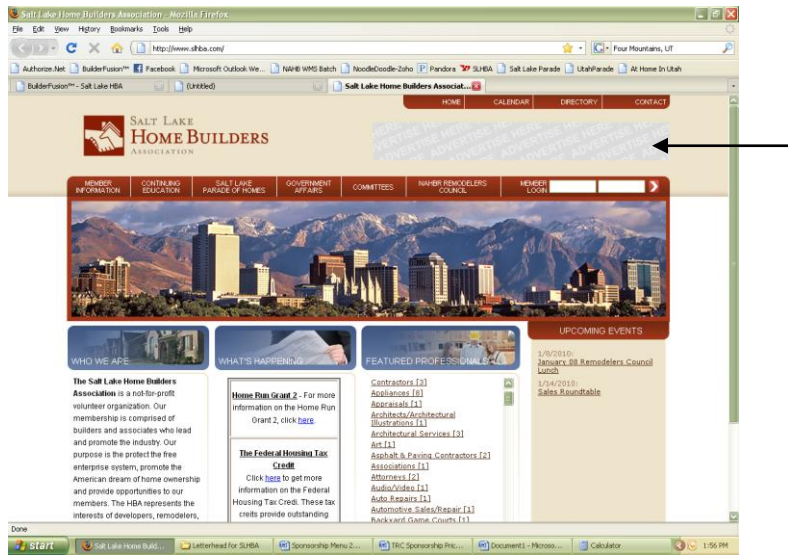 Salt Lake Home Builders Association - Mozilla Firefox
File Edit View History Bookmarks Tools Help
http://www.slhba.com/
Four Mountains, UT
Authorize.Net BuilderFusion™ Facebook Microsoft Outlook We... NAHB WMS Batch NoodleDoodle-Zoho Pandora SLHBA Salt Lake Parade UtahParade At Home In Utah
BuilderFusion™ - Salt Lake HBA (Untitled) Salt Lake Home Builders Associat...
HOME CALENDAR DIRECTORY CONTACT
SALT LAKE
HOME BUILDERS
ASSOCIATION
ADVERTISE HERE
MEMBER INFORMATION
CONTINUING EDUCATION
SALT LAKE PARADE OF HOMES
GOVERNMENT AFFAIRS
COMMITTEES
NAHBR REMODELERS COUNCIL
MEMBER LOGIN
WHO WE ARE
The Salt Lake Home Builders
Association is a not-for-profit
volunteer organization. Our
membership is comprised of
builders and associates who lead
and promote the industry. Our
purpose is the protect the free
enterprise system, promote the
American dream of home ownership
and provide opportunities to our
members. The HBA represents the
interests of developers, remodelers,
WHAT'S HAPPENING
Home Run Grant 2 - For more
information on the Home Run
Grant 2, click here.
The Federal Housing Tax
Credit
Click here to get more
information on the Federal
Housing Tax Credi. These tax
creits provide outstanding
FEATURED PROFESSIONALS
Contractors [3]
Appliances [8]
Appraisals [1]
Architects/Architectural
Illustrations [1]
Architectural Services [3]
Art [1]
Asphalt & Paving Contractors [2]
Associations [1]
Attorneys [2]
Audio/Video [1]
Auto Repairs [1]
Automotive Sales/Repair [1]
Backyard Game Courts [1]
UPCOMING EVENTS
1/8/2010:
January 08 Remodelers Council
Lunch
1/14/2010:
Sales Roundtable
Done
start Salt Lake Home Build... Letterhead for SLHBA Sponsorship Menu 2... TRC Sponsorship Pric... Document1 - Microso... Calculator 1:56 PM